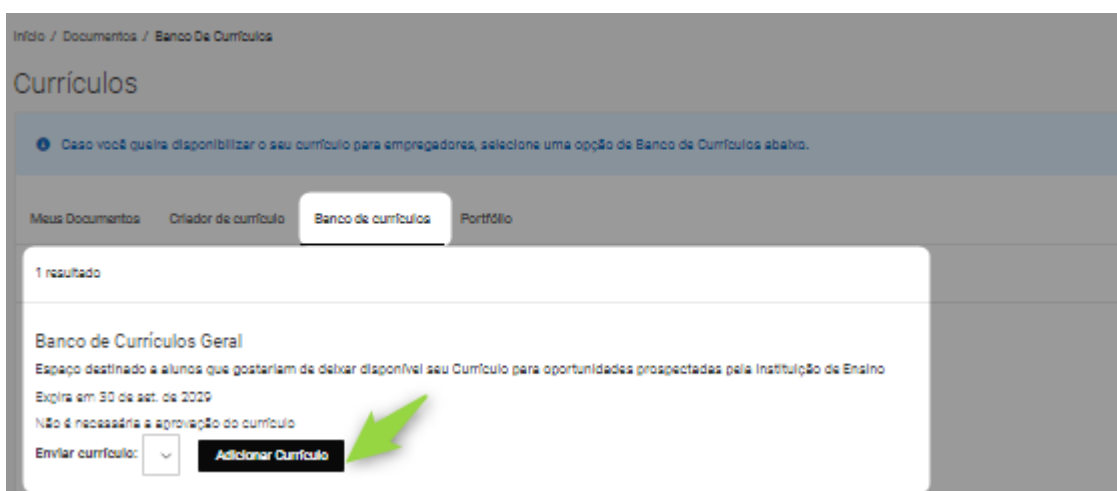 Início / Documentos / Banco De Currículos
Currículos
Caso você queira disponibilizar o seu currículo para empregadores, selecione uma opção de Banco de Currículos abaixo.
Meus Documentos Criador de currículo Banco de currículos Portfólio
1 resultado
Banco de Currículos Geral
Espaço destinado a alunos que gostariam de deixar disponível seu Currículo para oportunidades prospectadas pela Instituição de Ensino
Expira em 30 de set. de 2029
Não é necessária a aprovação do currículo
Enviar currículo: Adicionar Currículo